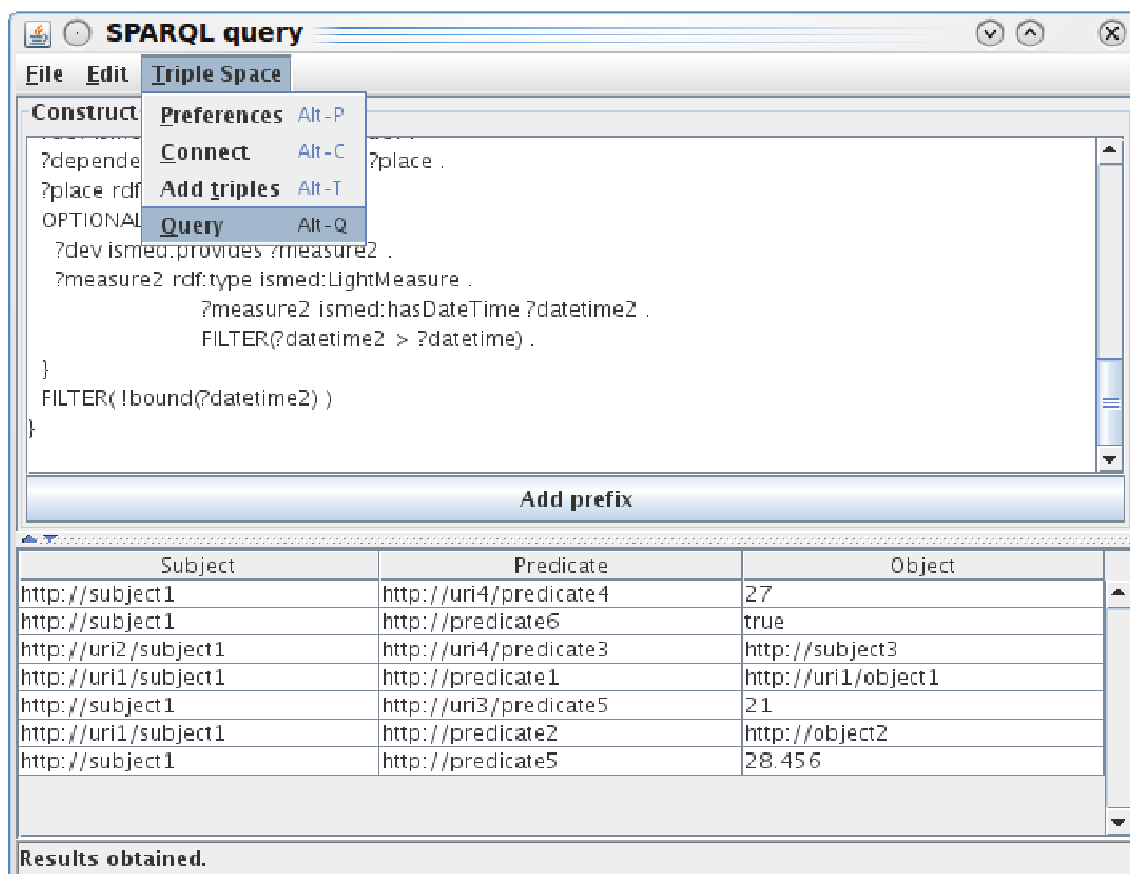 SPARQL query
File Edit Triple Space
Construct
Preferences Alt-P
Connect Alt-C
Add triples Alt-T
Query Alt-Q
?depende ?place .
?place rdf
OPTIONAL
?dev ismed:provides ?measure2 .
?measure2 rdf:type ismed:LightMeasure .
?measure2 ismed:hasDateTime ?datetime2 .
FILTER(?datetime2 > ?datetime) .
}
FILTER( !bound(?datetime2) )
}
Add prefix
Subject Predicate Object
http://subject1 http://uri4/predicate4 27
http://subject1 http://predicate6 true
http://uri2/subject1 http://uri4/predicate3 http://subject3
http://uri1/subject1 http://predicate1 http://uri1/object1
http://subject1 http://uri3/predicate5 21
http://uri1/subject1 http://predicate2 http://object2
http://subject1 http://predicate5 28.456
Results obtained.